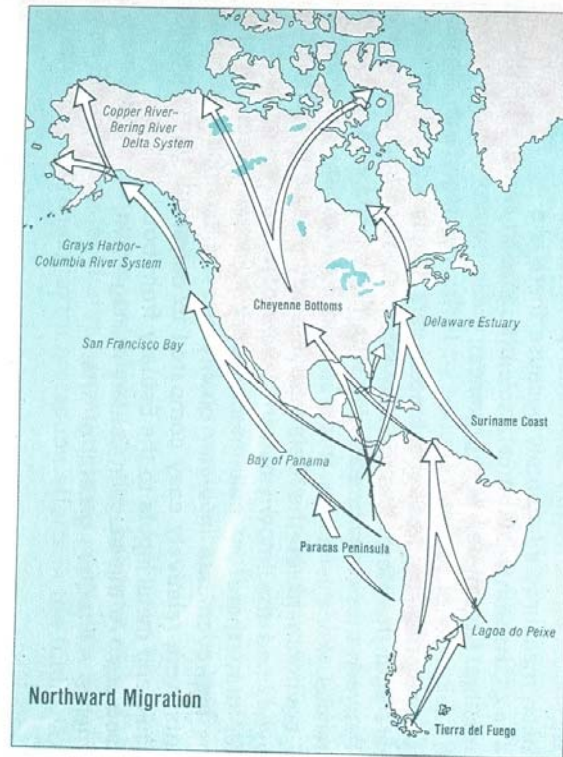 Copper River–
Bering River
Delta System
Grays Harbor–
Columbia River System
Cheyenne Bottoms
Delaware Estuary
San Francisco Bay
Suriname Coast
Bay of Panama
Paracas Peninsula
Lagoa do Peixe
Northward Migration
Tierra del Fuego